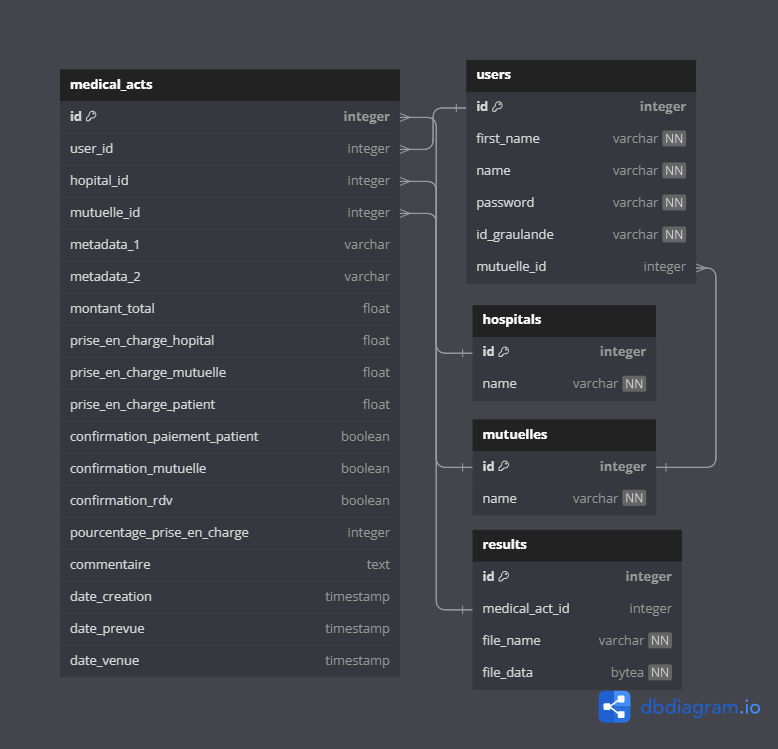 medical_acts
id integer
user_id integer
hopital_id integer
mutuelle_id integer
metadata_1 varchar
metadata_2 varchar
montant_total float
prise_en_charge_hopital float
prise_en_charge_mutuelle float
prise_en_charge_patient float
confirmation_paiement_patient boolean
confirmation_mutuelle boolean
confirmation_rdv boolean
pourcentage_prise_en_charge integer
commentaire text
date_creation timestamp
date_prevue timestamp
date_venue timestamp
users
id integer
first_name varchar NN
name varchar NN
password varchar NN
id_graulande varchar NN
mutuelle_id integer
hospitals
id integer
name varchar NN
mutuelles
id integer
name varchar NN
results
id integer
medical_act_id integer
file_name varchar NN
file_data bytea NN
dbdiagram.io